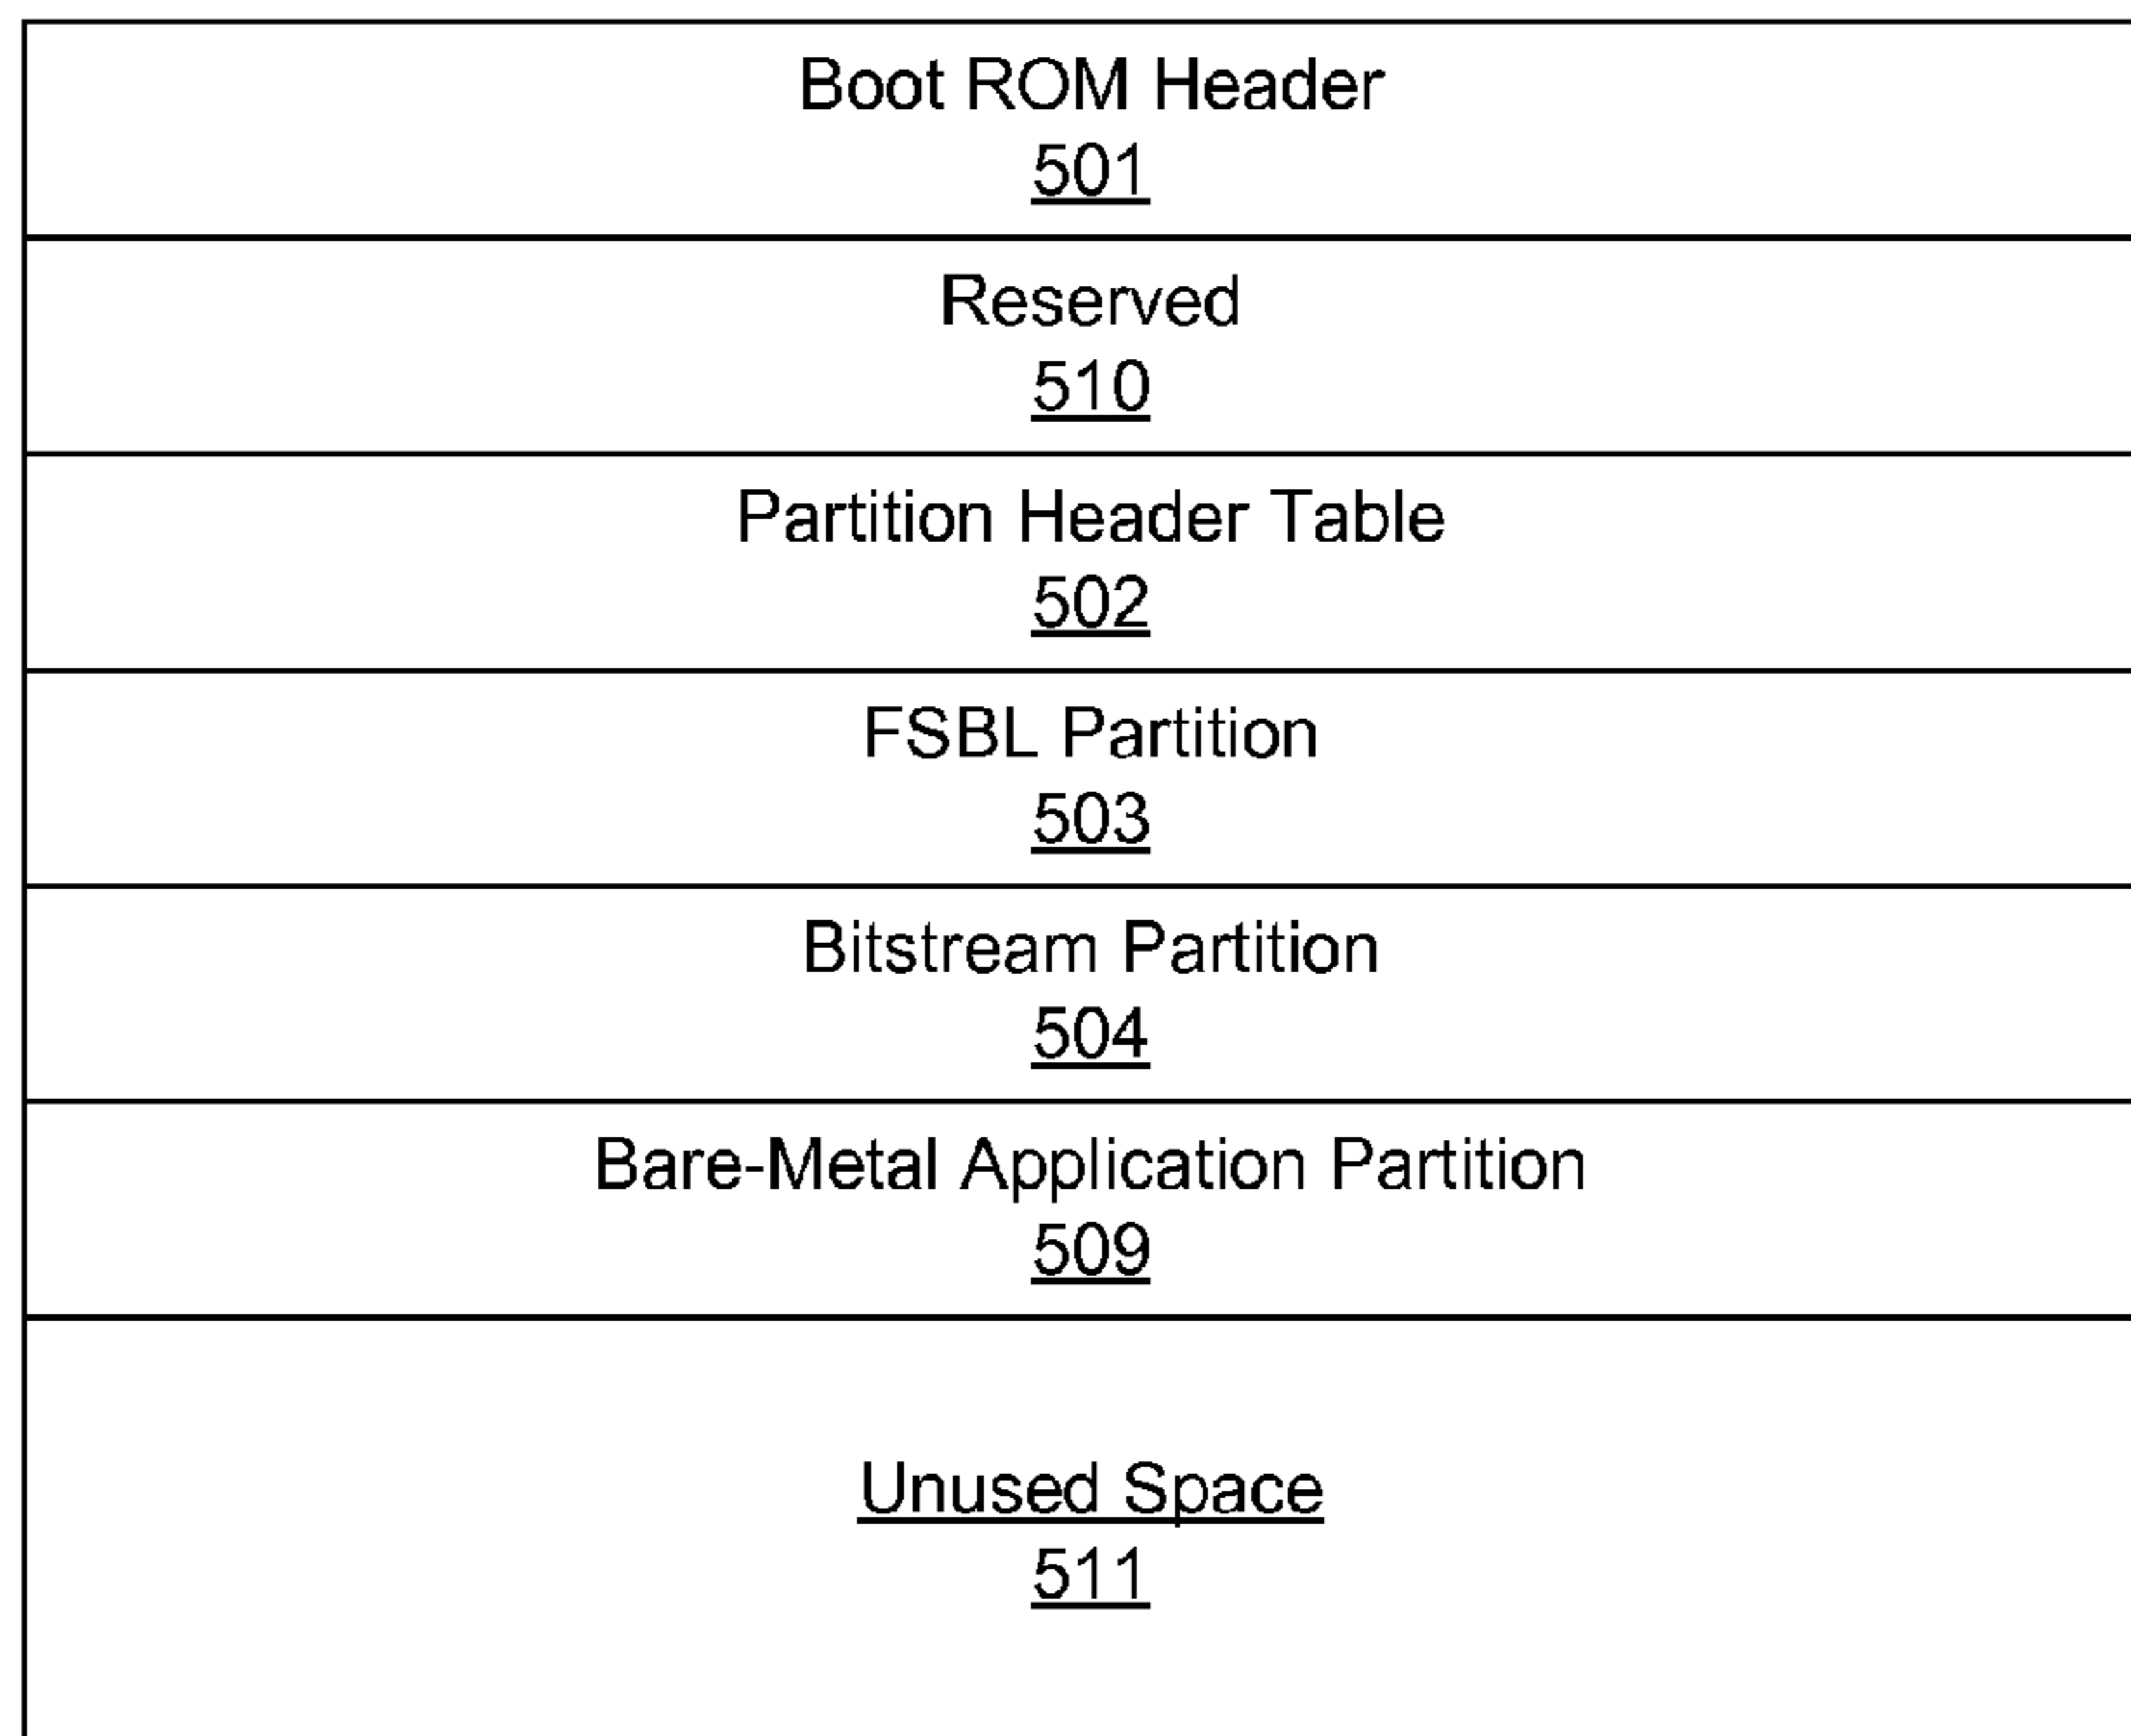 Boot ROM Header
501
Reserved
510
Partition Header Table
502
FSBL Partition
503
Bitstream Partition
504
Bare-Metal Application Partition
509
Unused Space
511